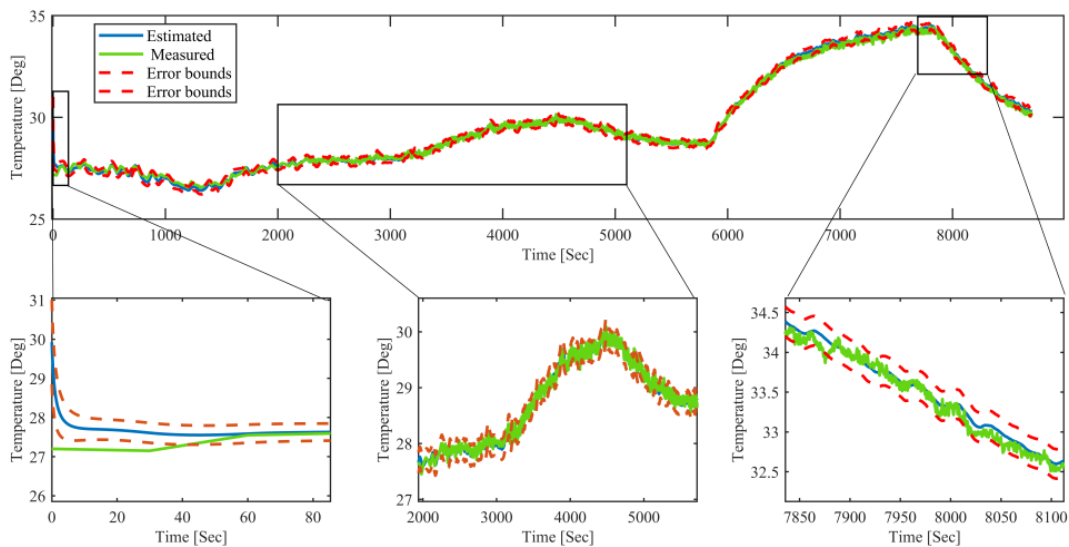 35
30
25
Temperature [Deg]
Estimated
Measured
Error bounds
Error bounds
0 1000 2000 3000 4000 5000 6000 7000 8000
Time [Sec]
31
30
29
28
27
26
Temperature [Deg]
0 20 40 60 80
Time [Sec]
30
29
28
27
Temperature [Deg]
2000 3000 4000 5000
Time [Sec]
34.5
34
33.5
33
32.5
Temperature [Deg]
7850 7900 7950 8000 8050 8100
Time [Sec]